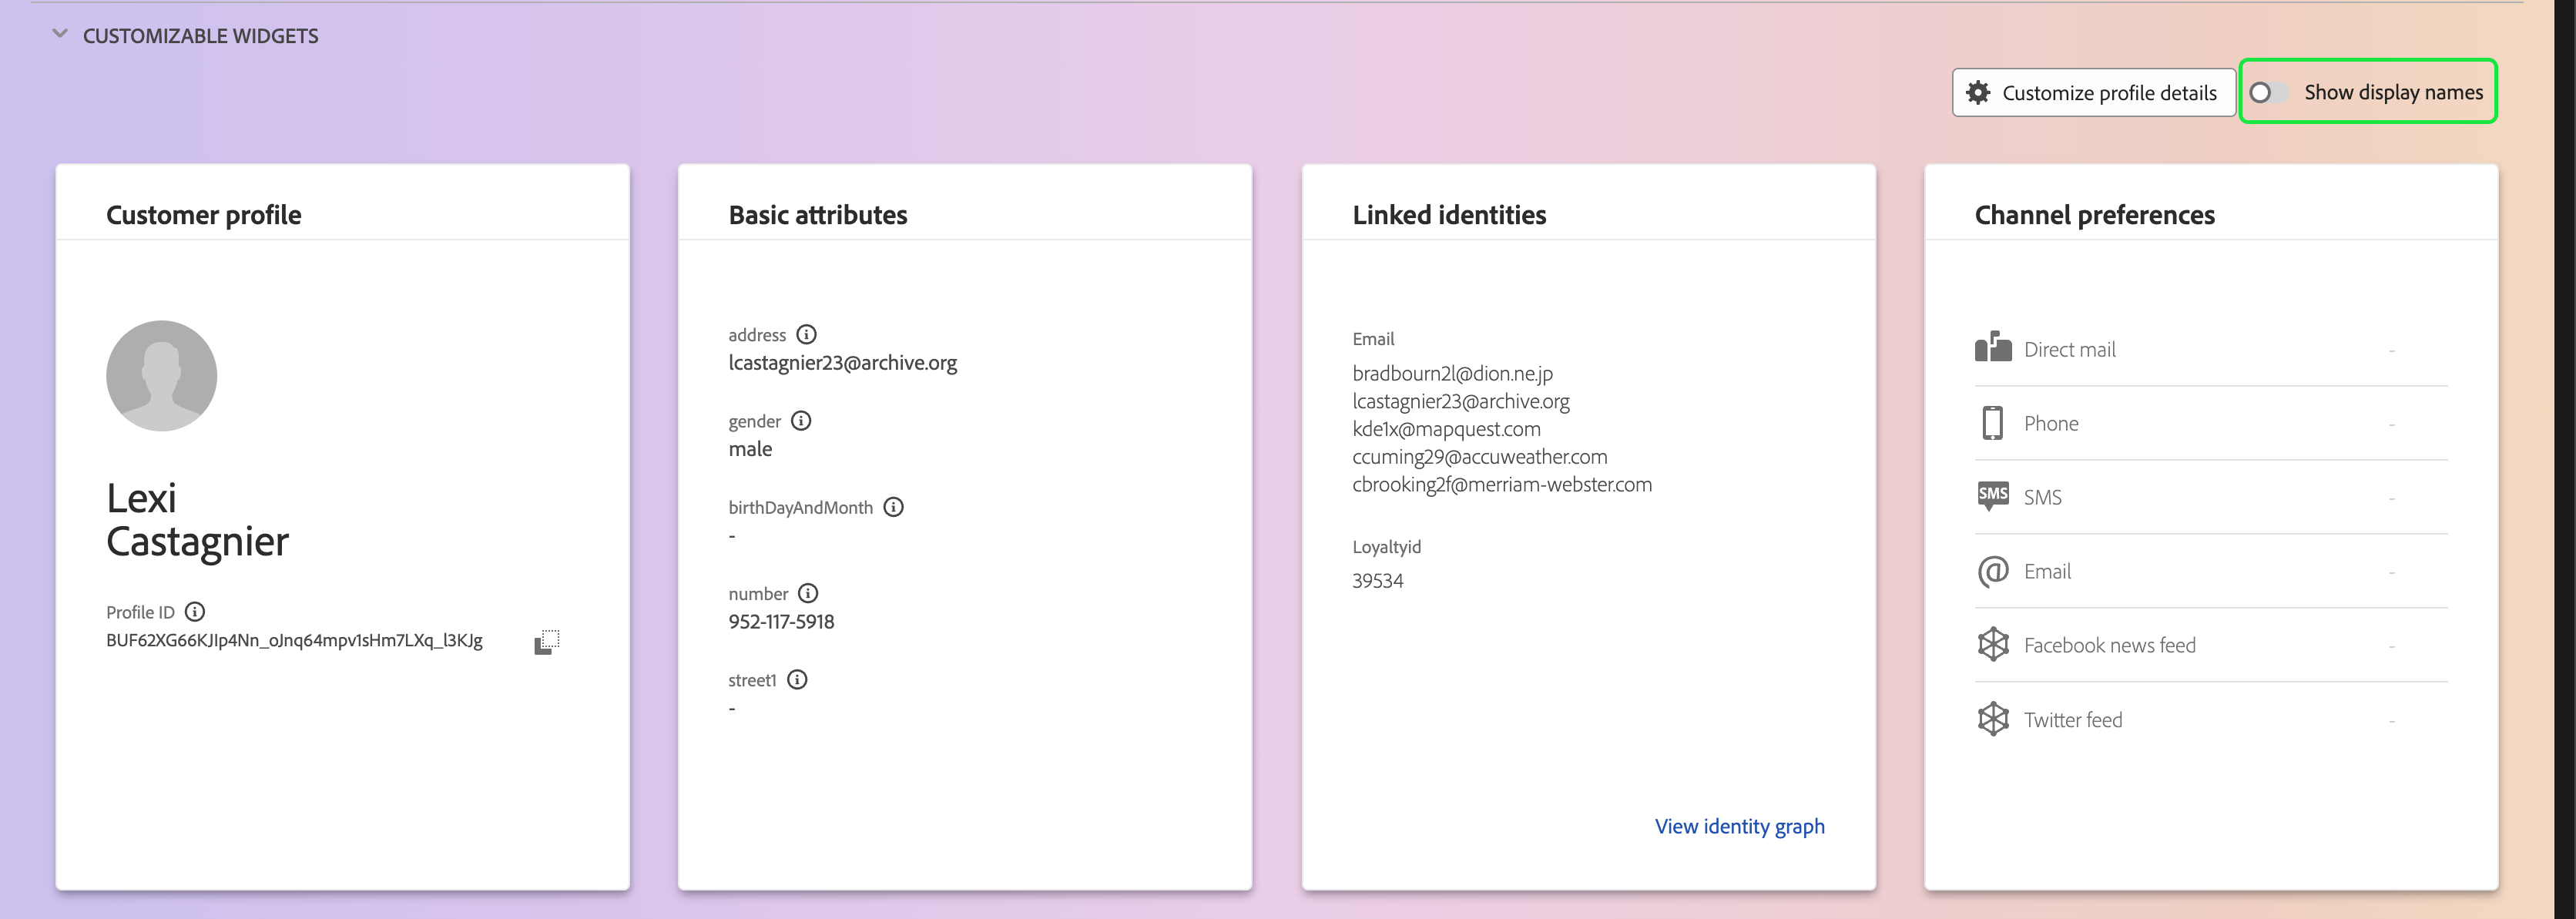 CUSTOMIZABLE WIDGETS
Customize profile details
Show display names
Customer profile
Lexi
Castagnier
Profile ID
BUF62XG66KJIp4Nn_oJnq64mpv1sHm7LXq_l3KJg
Basic attributes
address
lcastagnier23@archive.org
gender
male
birthDayAndMonth
-
number
952-117-5918
street1
-
Linked identities
Email
bradbourn2l@dion.ne.jp
lcastagnier23@archive.org
kde1x@mapquest.com
ccuming29@accuweather.com
cbrooking2f@merriam-webster.com
Loyaltyid
39534
View identity graph
Channel preferences
Direct mail -
Phone -
SMS SMS -
Email -
Facebook news feed -
Twitter feed -